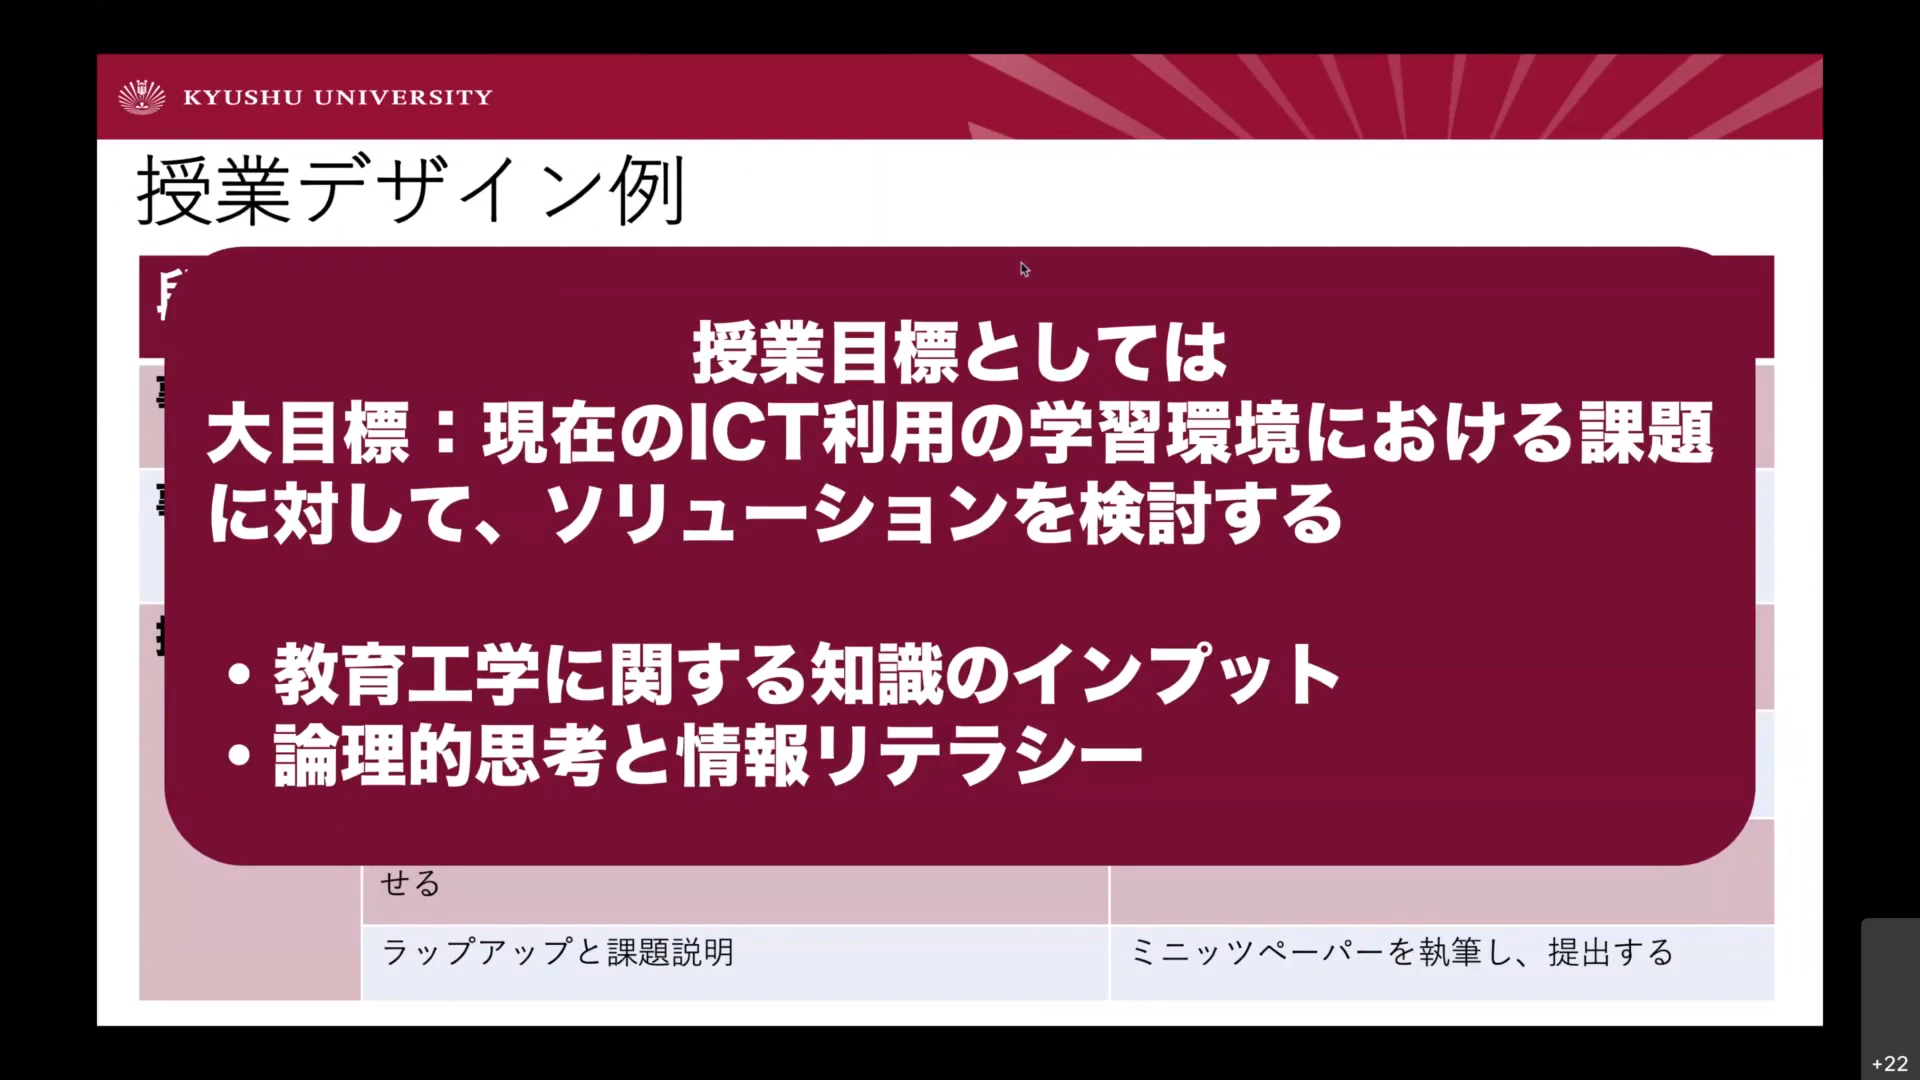 KYUSHU UNIVERSITY
授業デザイン例
授業目標としては
大目標：現在のICT利用の学習環境における課題
に対して、ソリューションを検討する
・教育工学に関する知識のインプット
・論理的思考と情報リテラシー
せる
ラップアップと課題説明
ミニッツペーパーを執筆し、提出する
+22